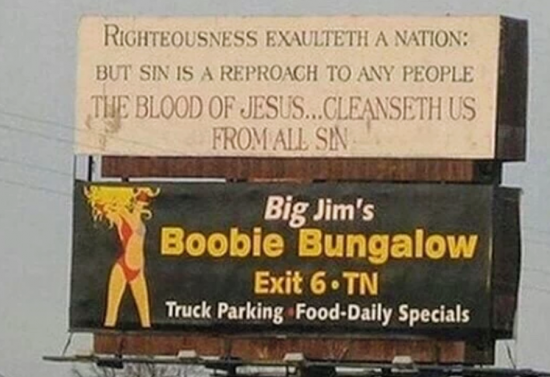 RIGHTEOUSNESS EXAULTETH A NATION:
BUT SIN IS A REPROACH TO ANY PEOPLE
THE BLOOD OF JESUS...CLEANSETH US
FROM ALL SIN
Big Jim's
Boobie Bungalow
Exit 6•TN
Truck Parking•Food-Daily Specials